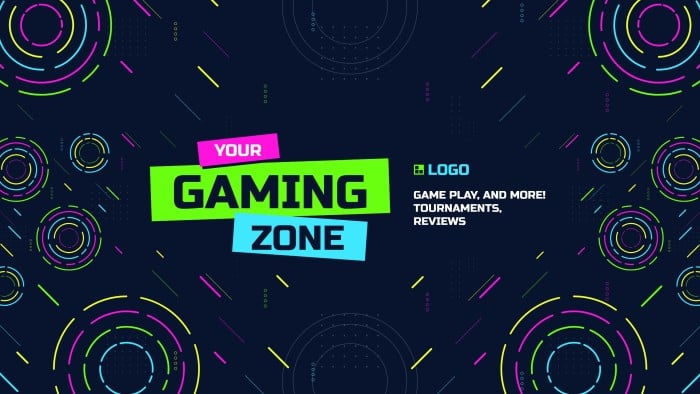 YOUR
GAMING
ZONE
LOGO
GAME PLAY, AND MORE!
TOURNAMENTS,
REVIEWS